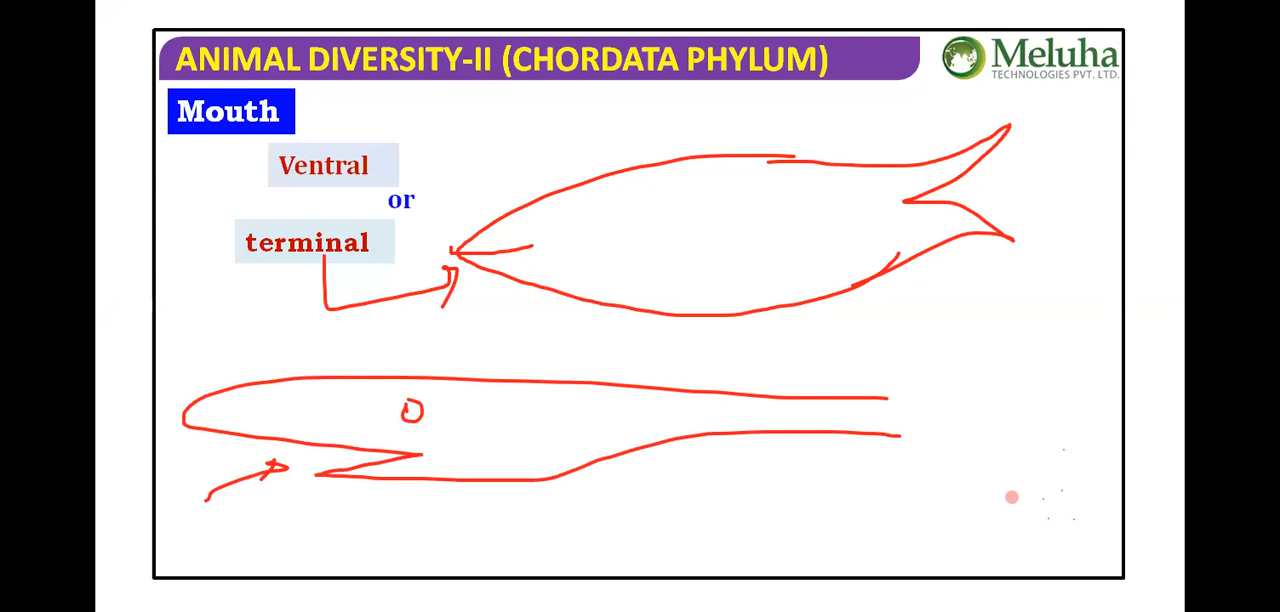 ANIMAL DIVERSITY-II (CHORDATA PHYLUM)
Meluha
TECHNOLOGIES PVT. LTD.
Mouth
Ventral
or
terminal